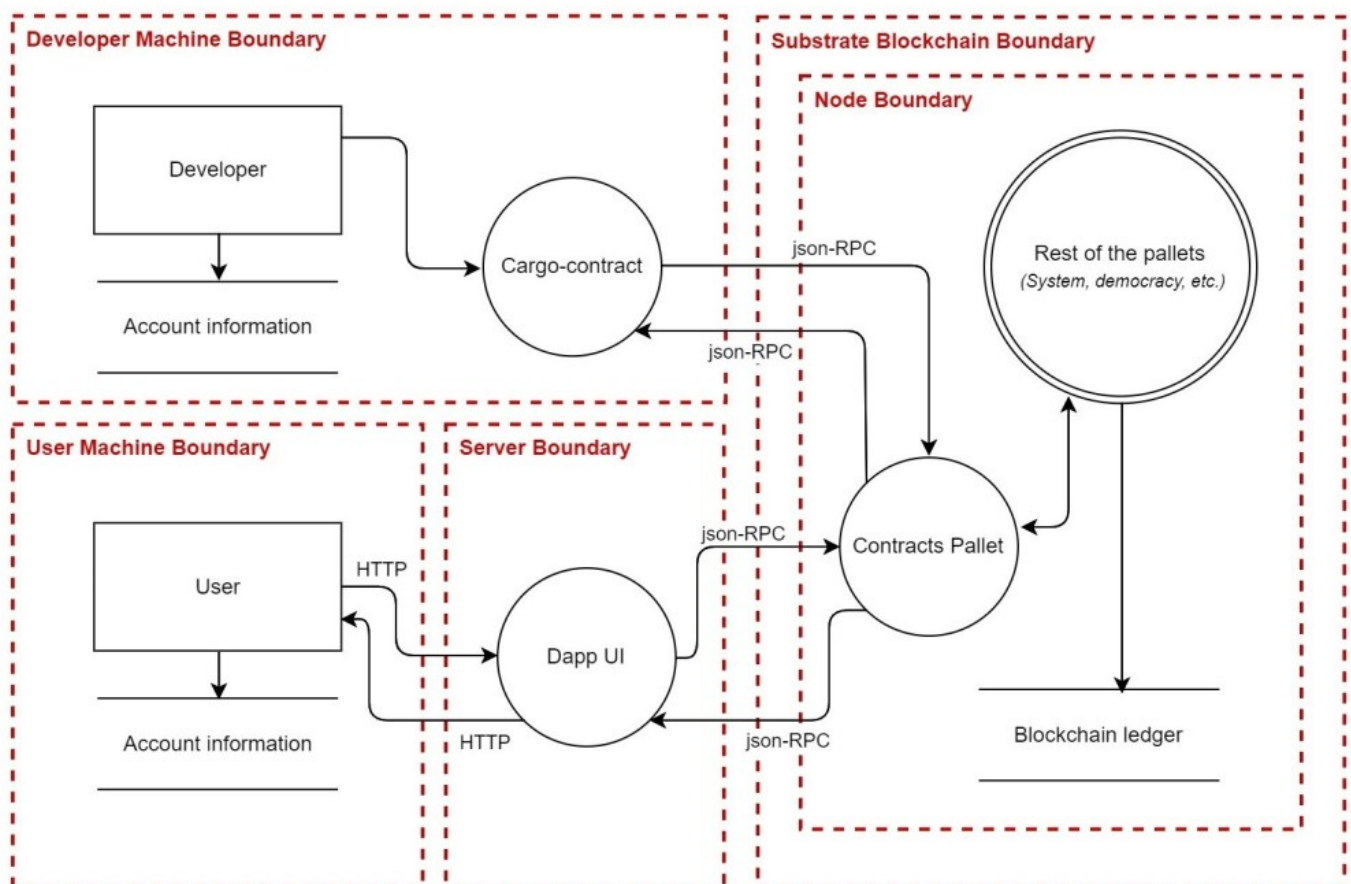 Developer Machine Boundary
Developer
Account information
Cargo-contract
json-RPC
json-RPC
User Machine Boundary
User
Account information
HTTP
HTTP
Server Boundary
Dapp UI
json-RPC
json-RPC
Substrate Blockchain Boundary
Node Boundary
Rest of the pallets
(System, democracy, etc.)
Contracts Pallet
Blockchain ledger